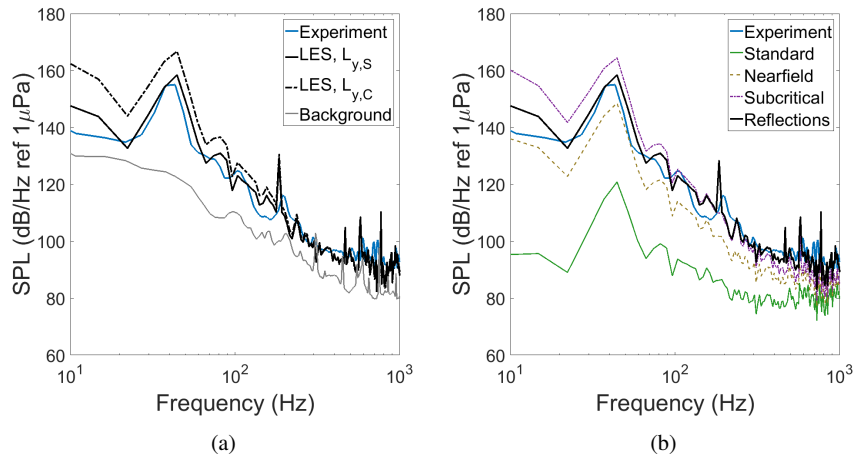 180
160
140
120
100
80
60
SPL (dB/Hz ref 1μPa)
10^1
10^2
10^3
Frequency (Hz)
Experiment
LES, L_{y,S}
LES, L_{y,C}
Background
(a)
180
160
140
120
100
80
60
SPL (dB/Hz ref 1μPa)
10^1
10^2
10^3
Frequency (Hz)
Experiment
Standard
Nearfield
Subcritical
Reflections
(b)